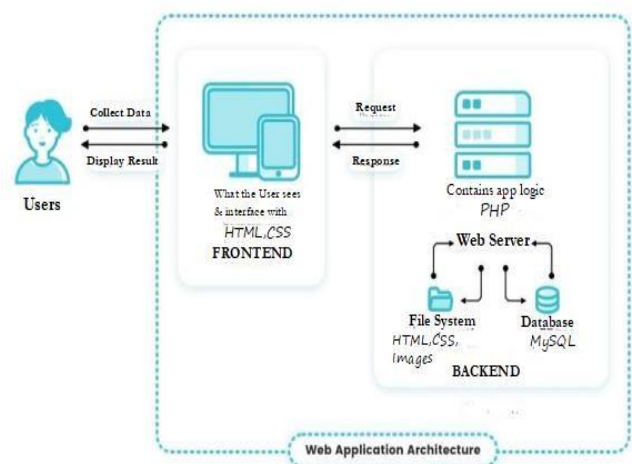 Collect Data
Display Result
Users
What the User sees
& interface with
HTML,CSS
FRONTEND
Request
Response
Contains app logic
PHP
Web Server
File System
HTML,CSS,
Images
Database
MySQL
BACKEND
Web Application Architecture